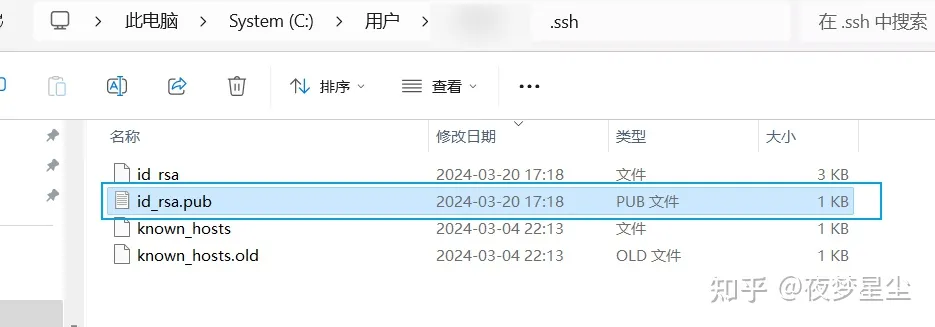 此电脑 > System (C:) > 用户 > .ssh 在 .ssh 中搜索
排序 查看 ...
名称 修改日期 类型 大小
id_rsa 2024-03-20 17:18 文件 3 KB
id_rsa.pub 2024-03-20 17:18 PUB 文件 1 KB
known_hosts 2024-03-04 22:13 文件 1 KB
known_hosts.old 2024-03-04 22:13 OLD 文件 1 KB
知乎 @夜梦星尘